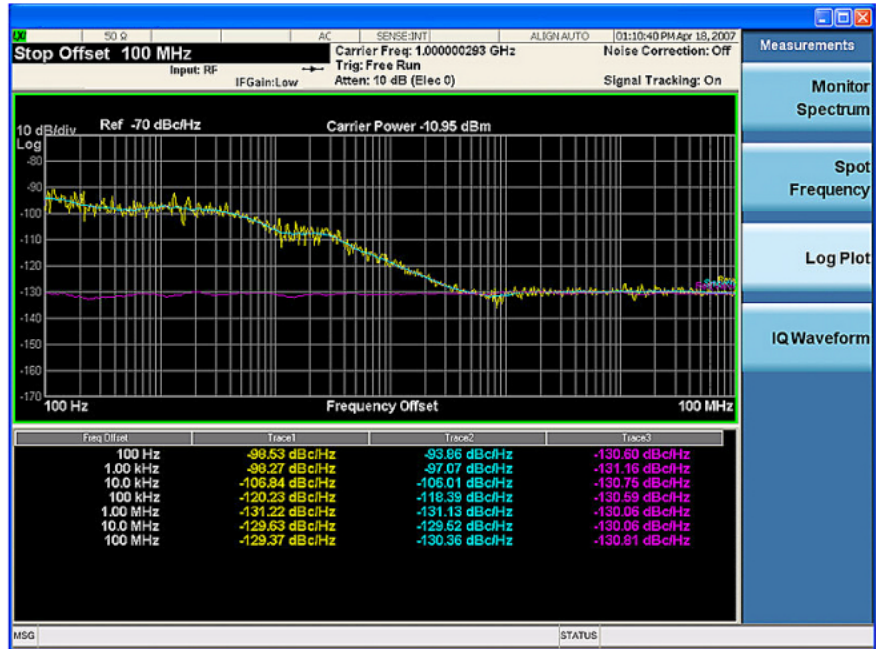 LXI 50 Ω AC SENSE:INT ALIGN AUTO 01:10:40 PM Apr 18, 2007
Stop Offset 100 MHz Carrier Freq: 1.000000293 GHz Noise Correction: Off
Trig: Free Run
Input: RF
IFGain:Low Atten: 10 dB (Elec 0) Signal Tracking: On
10 dB/div Ref -70 dBc/Hz Carrier Power -10.95 dBm
Log
-80
-90
-100
-110
-120
-130
-140
-150
-160
-170
100 Hz Frequency Offset 100 MHz
Freq Offset Trace1 Trace2 Trace3
100 Hz -98.53 dBc/Hz -93.86 dBc/Hz -130.60 dBc/Hz
1.00 kHz -98.27 dBc/Hz -97.07 dBc/Hz -131.16 dBc/Hz
10.0 kHz -106.84 dBc/Hz -106.01 dBc/Hz -130.75 dBc/Hz
100 kHz -120.23 dBc/Hz -118.39 dBc/Hz -130.59 dBc/Hz
1.00 MHz -131.22 dBc/Hz -131.13 dBc/Hz -130.06 dBc/Hz
10.0 MHz -129.63 dBc/Hz -129.52 dBc/Hz -130.06 dBc/Hz
100 MHz -129.37 dBc/Hz -130.36 dBc/Hz -130.81 dBc/Hz
MSG STATUS
Measurements
Monitor
Spectrum
Spot
Frequency
Log Plot
IQ Waveform